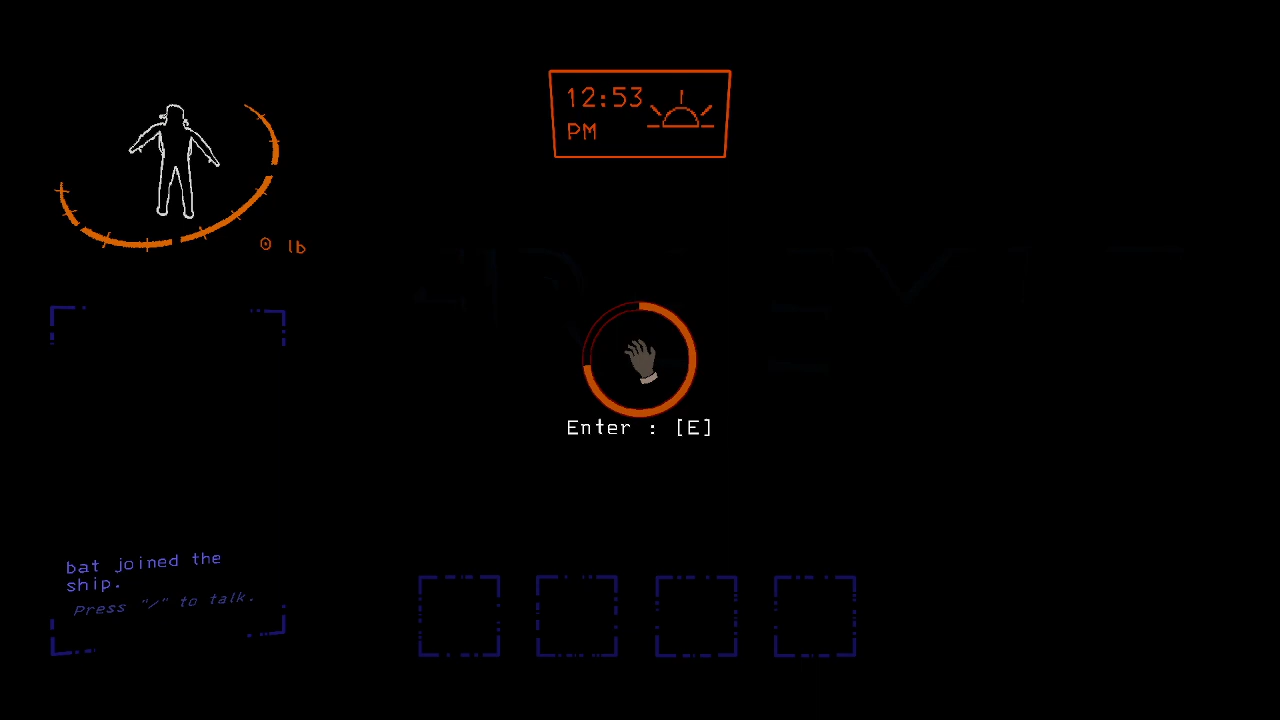 12:53
PM
0 lb
Enter : [E]
bat joined the
ship.
Press "/" to talk.